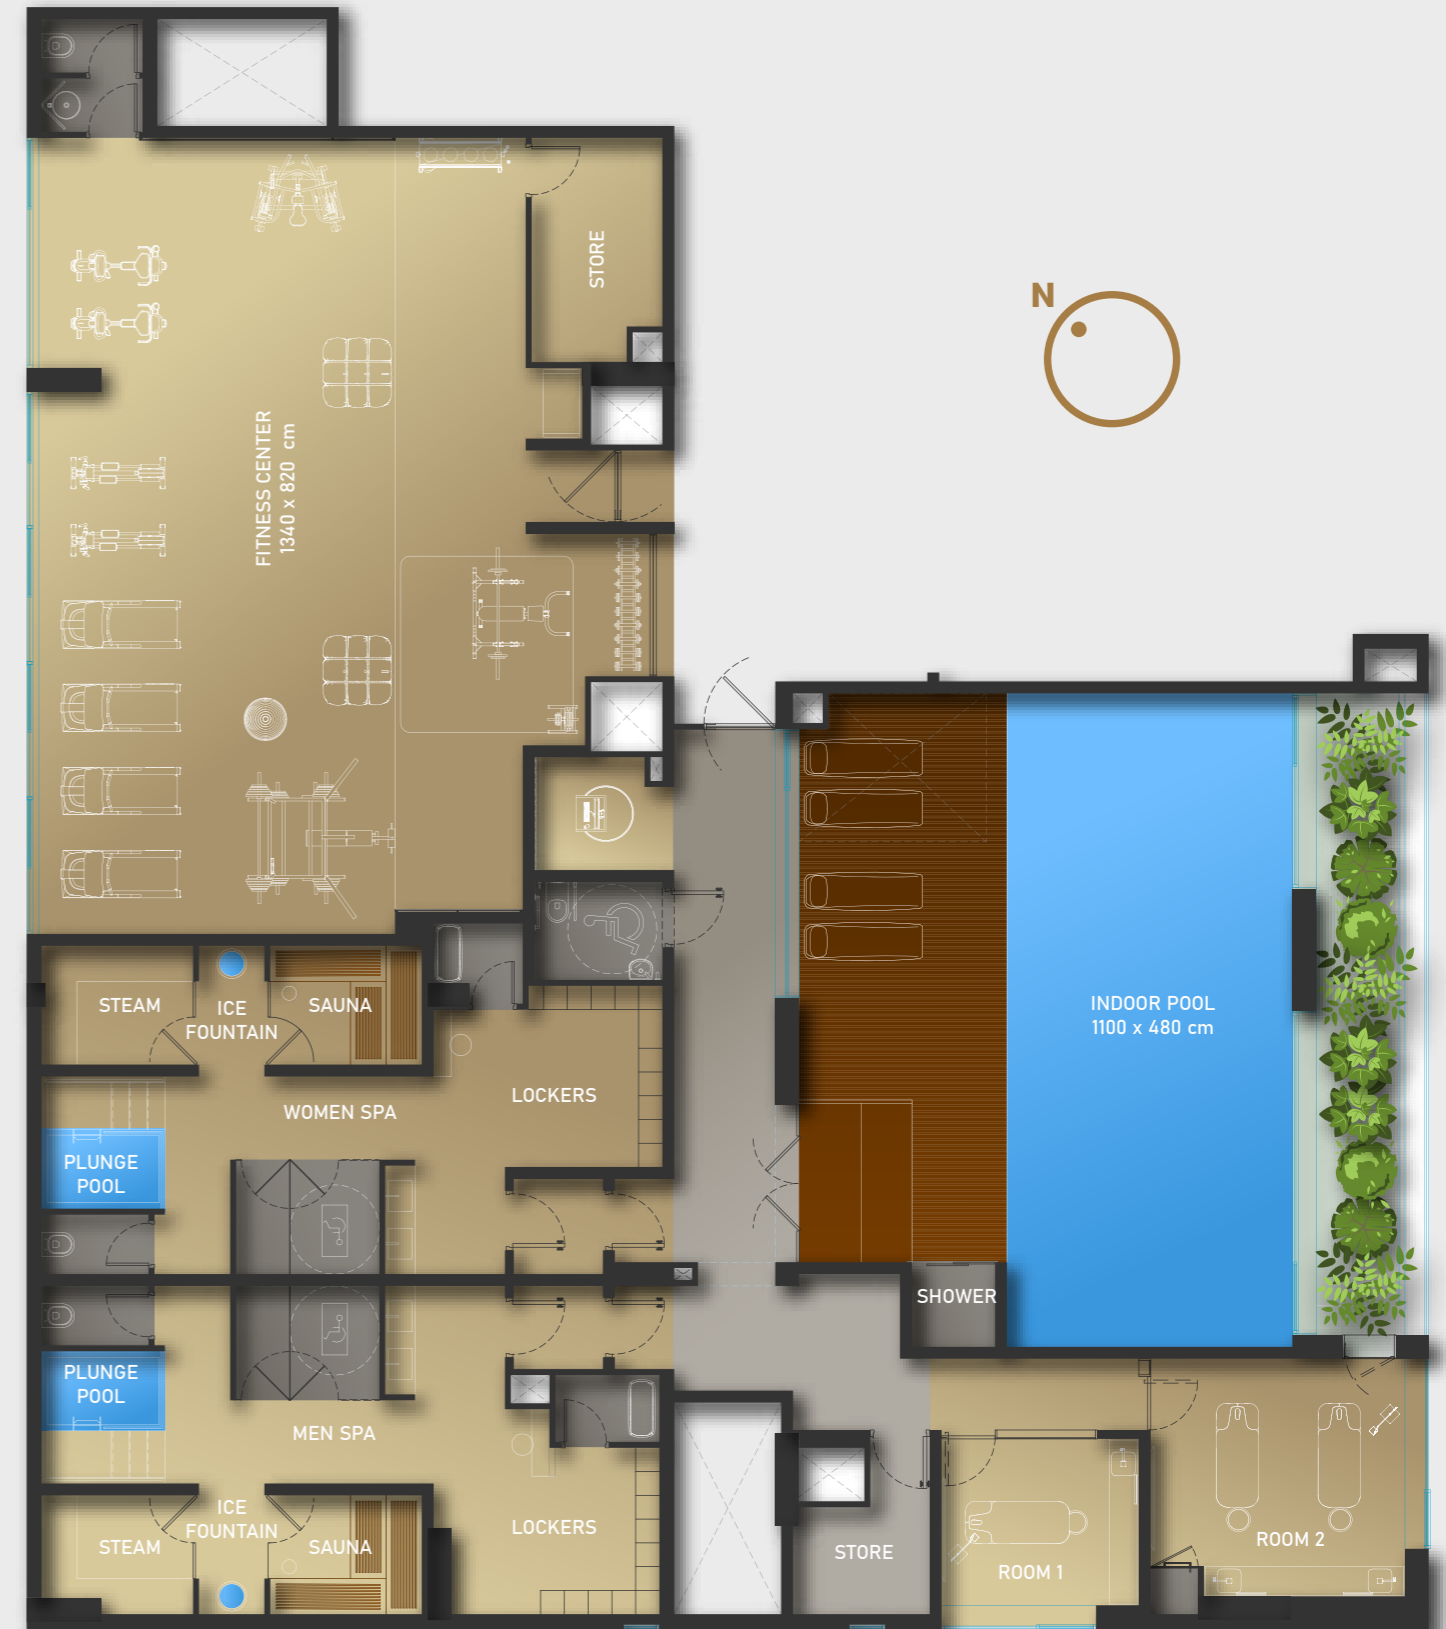 N
STORE
FITNESS CENTER
1340 x 820 cm
STEAM
ICE
FOUNTAIN
SAUNA
LOCKERS
WOMEN SPA
PLUNGE
POOL
INDOOR POOL
1100 x 480 cm
SHOWER
PLUNGE
POOL
MEN SPA
STEAM
ICE
FOUNTAIN
SAUNA
LOCKERS
STORE
ROOM 1
ROOM 2